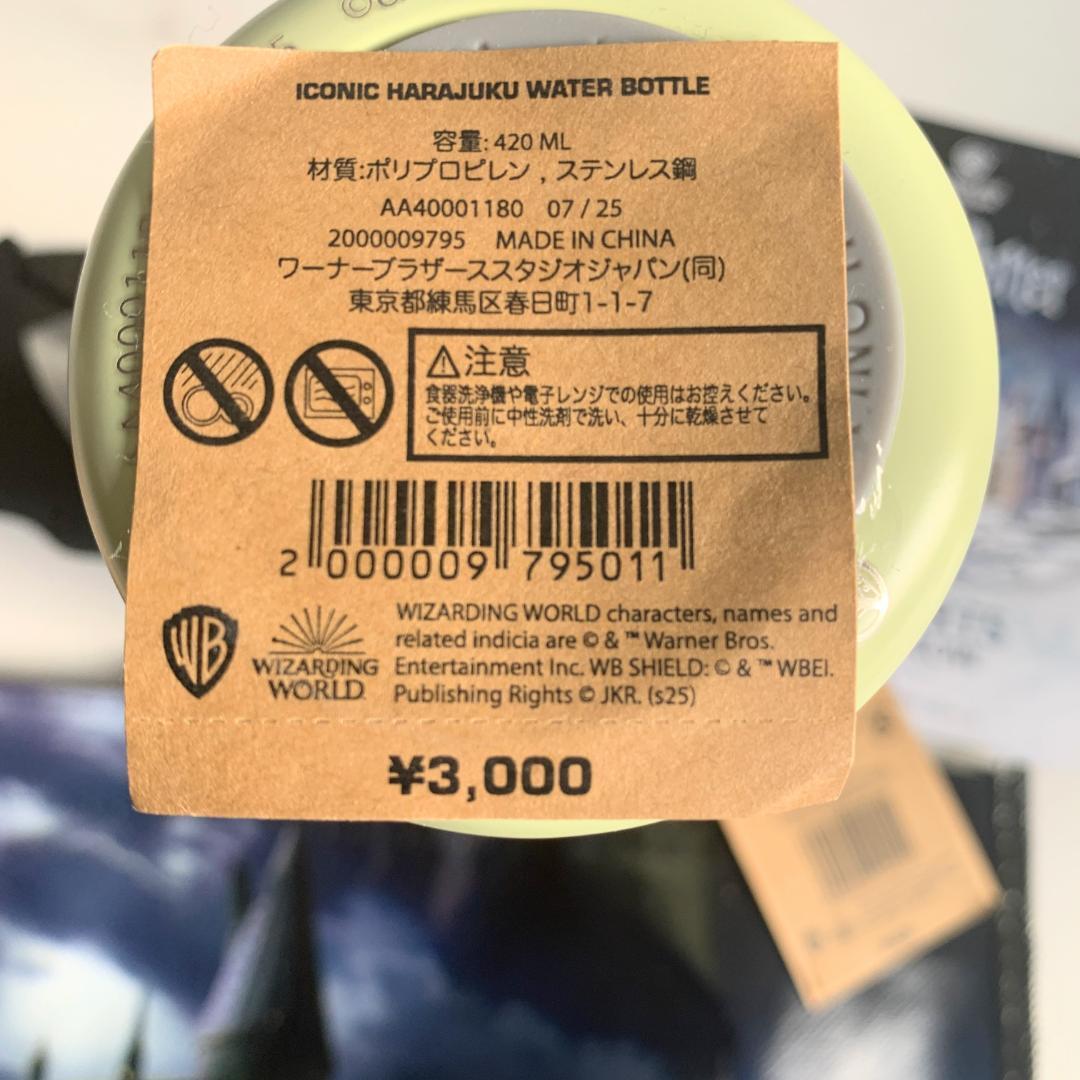 ICONIC HARAJUKU WATER BOTTLE
容量: 420 ML
材質:ポリプロピレン , ステンレス鋼
AA40001180 07 / 25
2000009795 MADE IN CHINA
ワーナーブラザーススタジオジャパン(同)
東京都練馬区春日町1-1-7
注意
食器洗浄機や電子レンジでの使用はお控えください。
ご使用前に中性洗剤で洗い、十分に乾燥させて
ください。
2 000009 795011
WB
WIZARDING
WORLD
WIZARDING WORLD characters, names and
related indicia are © & ™ Warner Bros.
Entertainment Inc. WB SHIELD: © & ™ WBEI.
Publishing Rights © JKR. (s25)
¥3,000